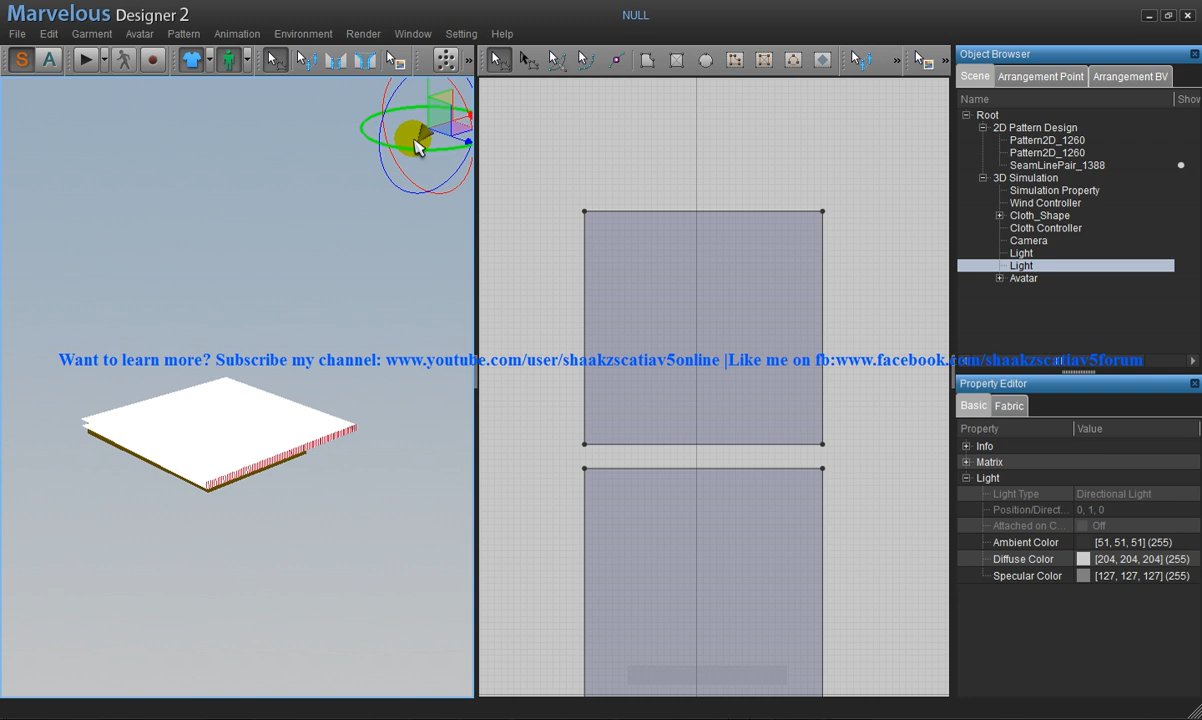 Marvelous Designer 2
NULL
File Edit Garment Avatar Pattern Animation Environment Render Window Setting Help
S A
Object Browser
Scene Arrangement Point Arrangement BV
Name Show
Root
2D Pattern Design
Pattern2D_1260
Pattern2D_1260
SeamLinePair_1388
3D Simulation
Simulation Property
Wind Controller
Cloth_Shape
Cloth Controller
Camera
Light
Light
Avatar
Want to learn more? Subscribe my channel: www.youtube.com/user/shaakzscatiav5online |Like me on fb:www.facebook.com/shaakzscatiav5forum
Property Editor
Basic Fabric
Property Value
Info
Matrix
Light
Light Type Directional Light
Position/Direct... 0, 1, 0
Attached on C... Off
Ambient Color [51, 51, 51] (255)
Diffuse Color [204, 204, 204] (255)
Specular Color [127, 127, 127] (255)